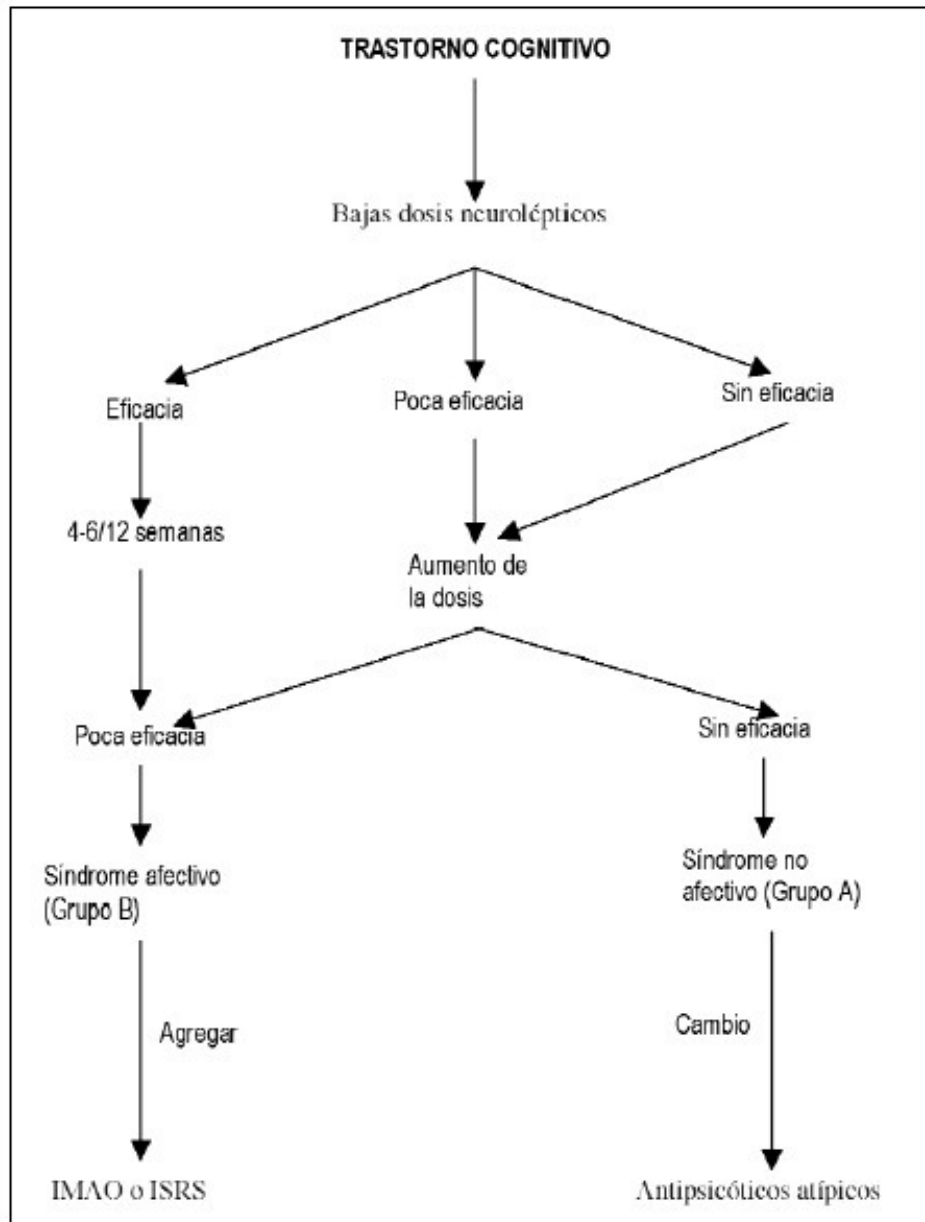 TRASTORNO COGNITIVO
Bajas dosis neurolépticos
Eficacia
Poca eficacia
Sin eficacia
4-6/12 semanas
Aumento de
la dosis
Poca eficacia
Sin eficacia
Síndrome afectivo
(Grupo B)
Síndrome no
afectivo (Grupo A)
Agregar
Cambio
IMAO o ISRS
Antipsicóticos atípicos